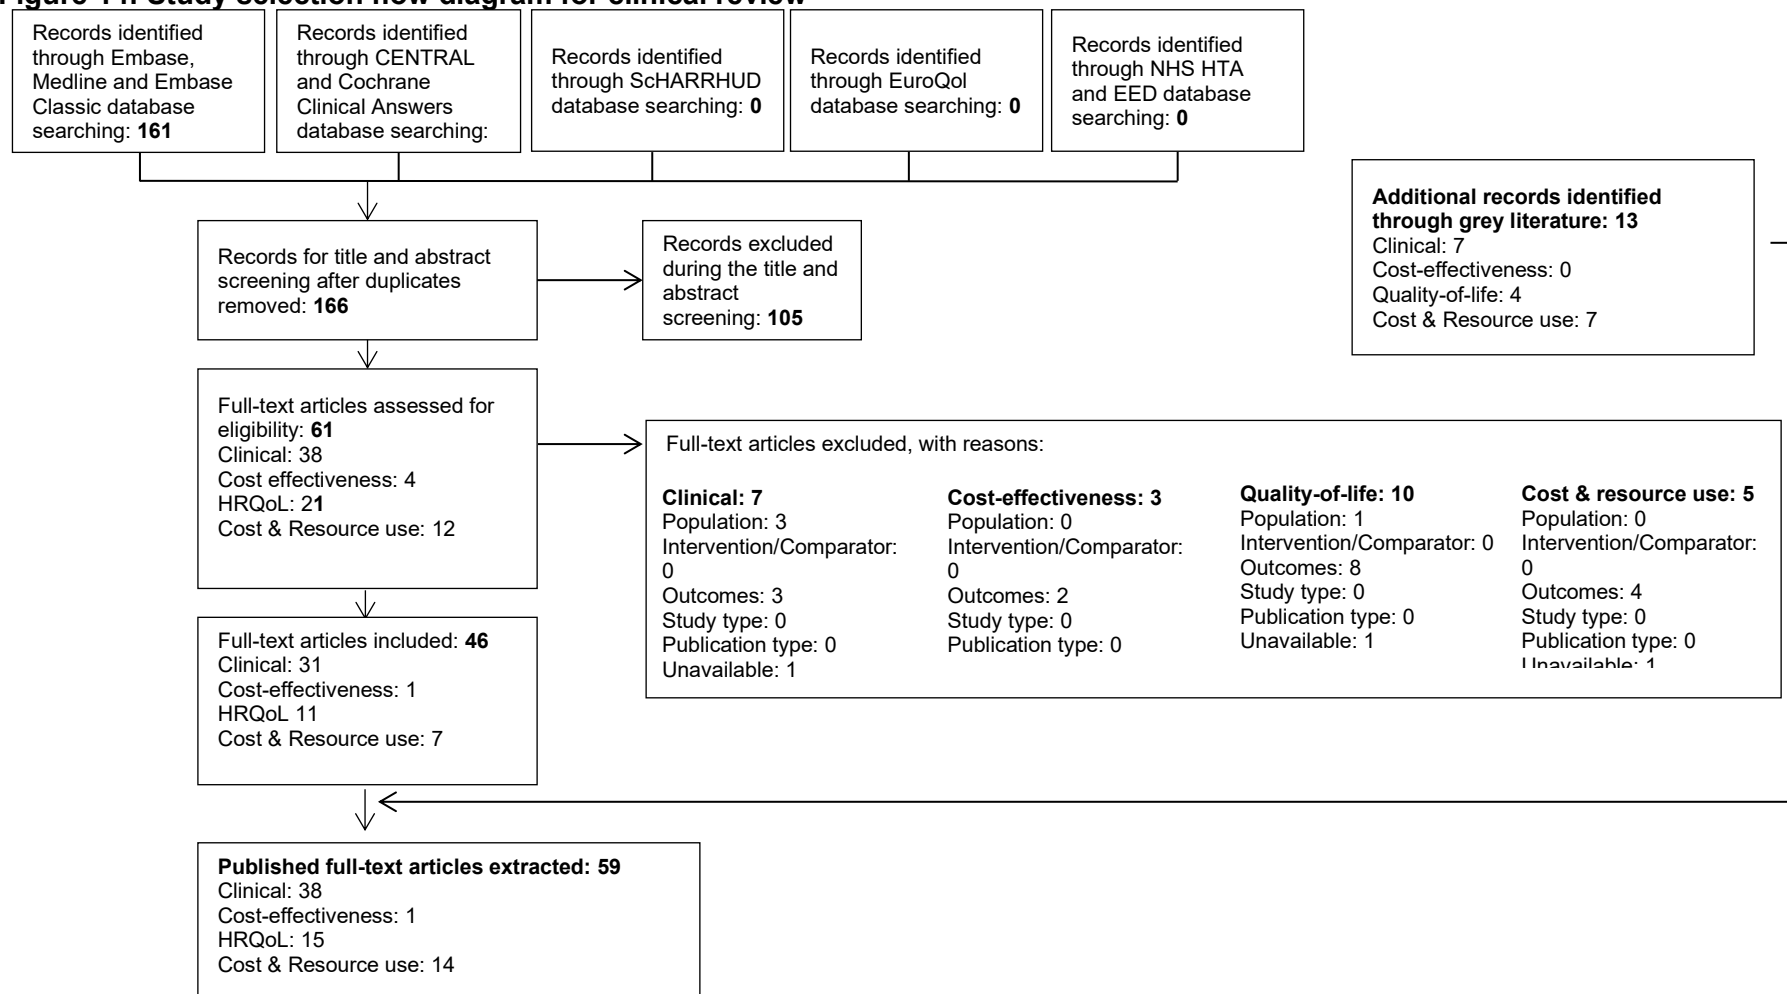 Study selection flow diagram for clinical review
Records identified
through Embase,
Medline and Embase
Classic database
searching: 161
Records identified
through CENTRAL
and Cochrane
Clinical Answers
database searching:
Records identified
through ScHARRHUD
database searching: 0
Records identified
through EuroQol
database searching: 0
Records identified
through NHS HTA
and EED database
searching: 0
Additional records identified
through grey literature: 13
Clinical: 7
Cost-effectiveness: 0
Quality-of-life: 4
Cost & Resource use: 7
Records for title and abstract
screening after duplicates
removed: 166
Records excluded
during the title and
abstract
screening: 105
Full-text articles assessed for
eligibility: 61
Clinical: 38
Cost effectiveness: 4
HRQoL: 21
Cost & Resource use: 12
Full-text articles excluded, with reasons:
Clinical: 7
Population: 3
Intervention/Comparator:
0
Outcomes: 3
Study type: 0
Publication type: 0
Unavailable: 1
Cost-effectiveness: 3
Population: 0
Intervention/Comparator:
0
Outcomes: 2
Study type: 0
Publication type: 0
Quality-of-life: 10
Population: 1
Intervention/Comparator: 0
Outcomes: 8
Study type: 0
Publication type: 0
Unavailable: 1
Cost & resource use: 5
Population: 0
Intervention/Comparator:
0
Outcomes: 4
Study type: 0
Publication type: 0
Unavailable: 1
Full-text articles included: 46
Clinical: 31
Cost-effectiveness: 1
HRQoL 11
Cost & Resource use: 7
Published full-text articles extracted: 59
Clinical: 38
Cost-effectiveness: 1
HRQoL: 15
Cost & Resource use: 14